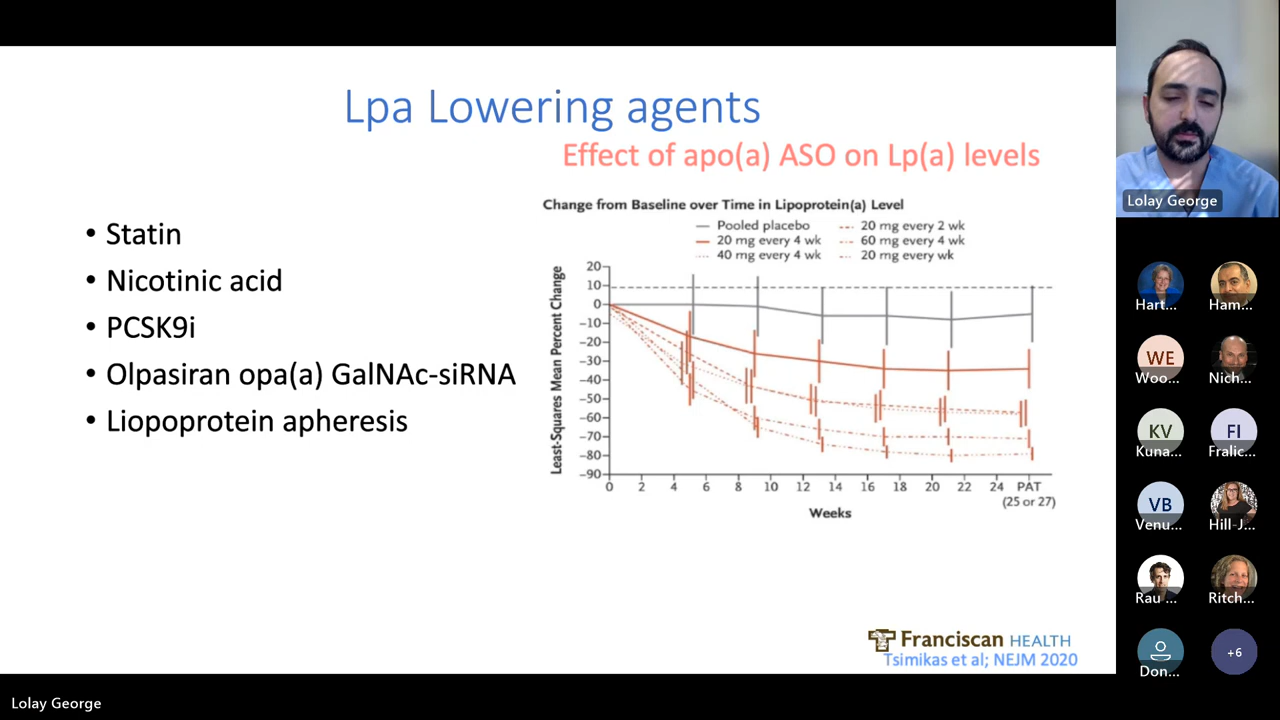 Lpa Lowering agents
Effect of apo(a) ASO on Lp(a) levels
• Statin
• Nicotinic acid
• PCSK9i
• Olpasiran opa(a) GalNAc-siRNA
• Liopoprotein apheresis
Change from Baseline over Time in Lipoprotein(a) Level
Pooled placebo
20 mg every 4 wk
40 mg every 4 wk
20 mg every 2 wk
60 mg every 4 wk
20 mg every wk
Least-Squares Mean Percent Change
20
10
0
−10
−20
−30
−40
−50
−60
−70
−80
−90
0 2 4 6 8 10 12 14 16 18 20 22 24 PAT
(25 or 27)
Weeks
Franciscan HEALTH
Tsimikas et al; NEJM 2020
Lolay George
Hart...
Ham...
WE
Woo...
Nich...
KV
Kuna...
FI
Fralic...
VB
Venu...
Hill-J...
Rau ...
Ritch...
Don...
+6
Lolay George